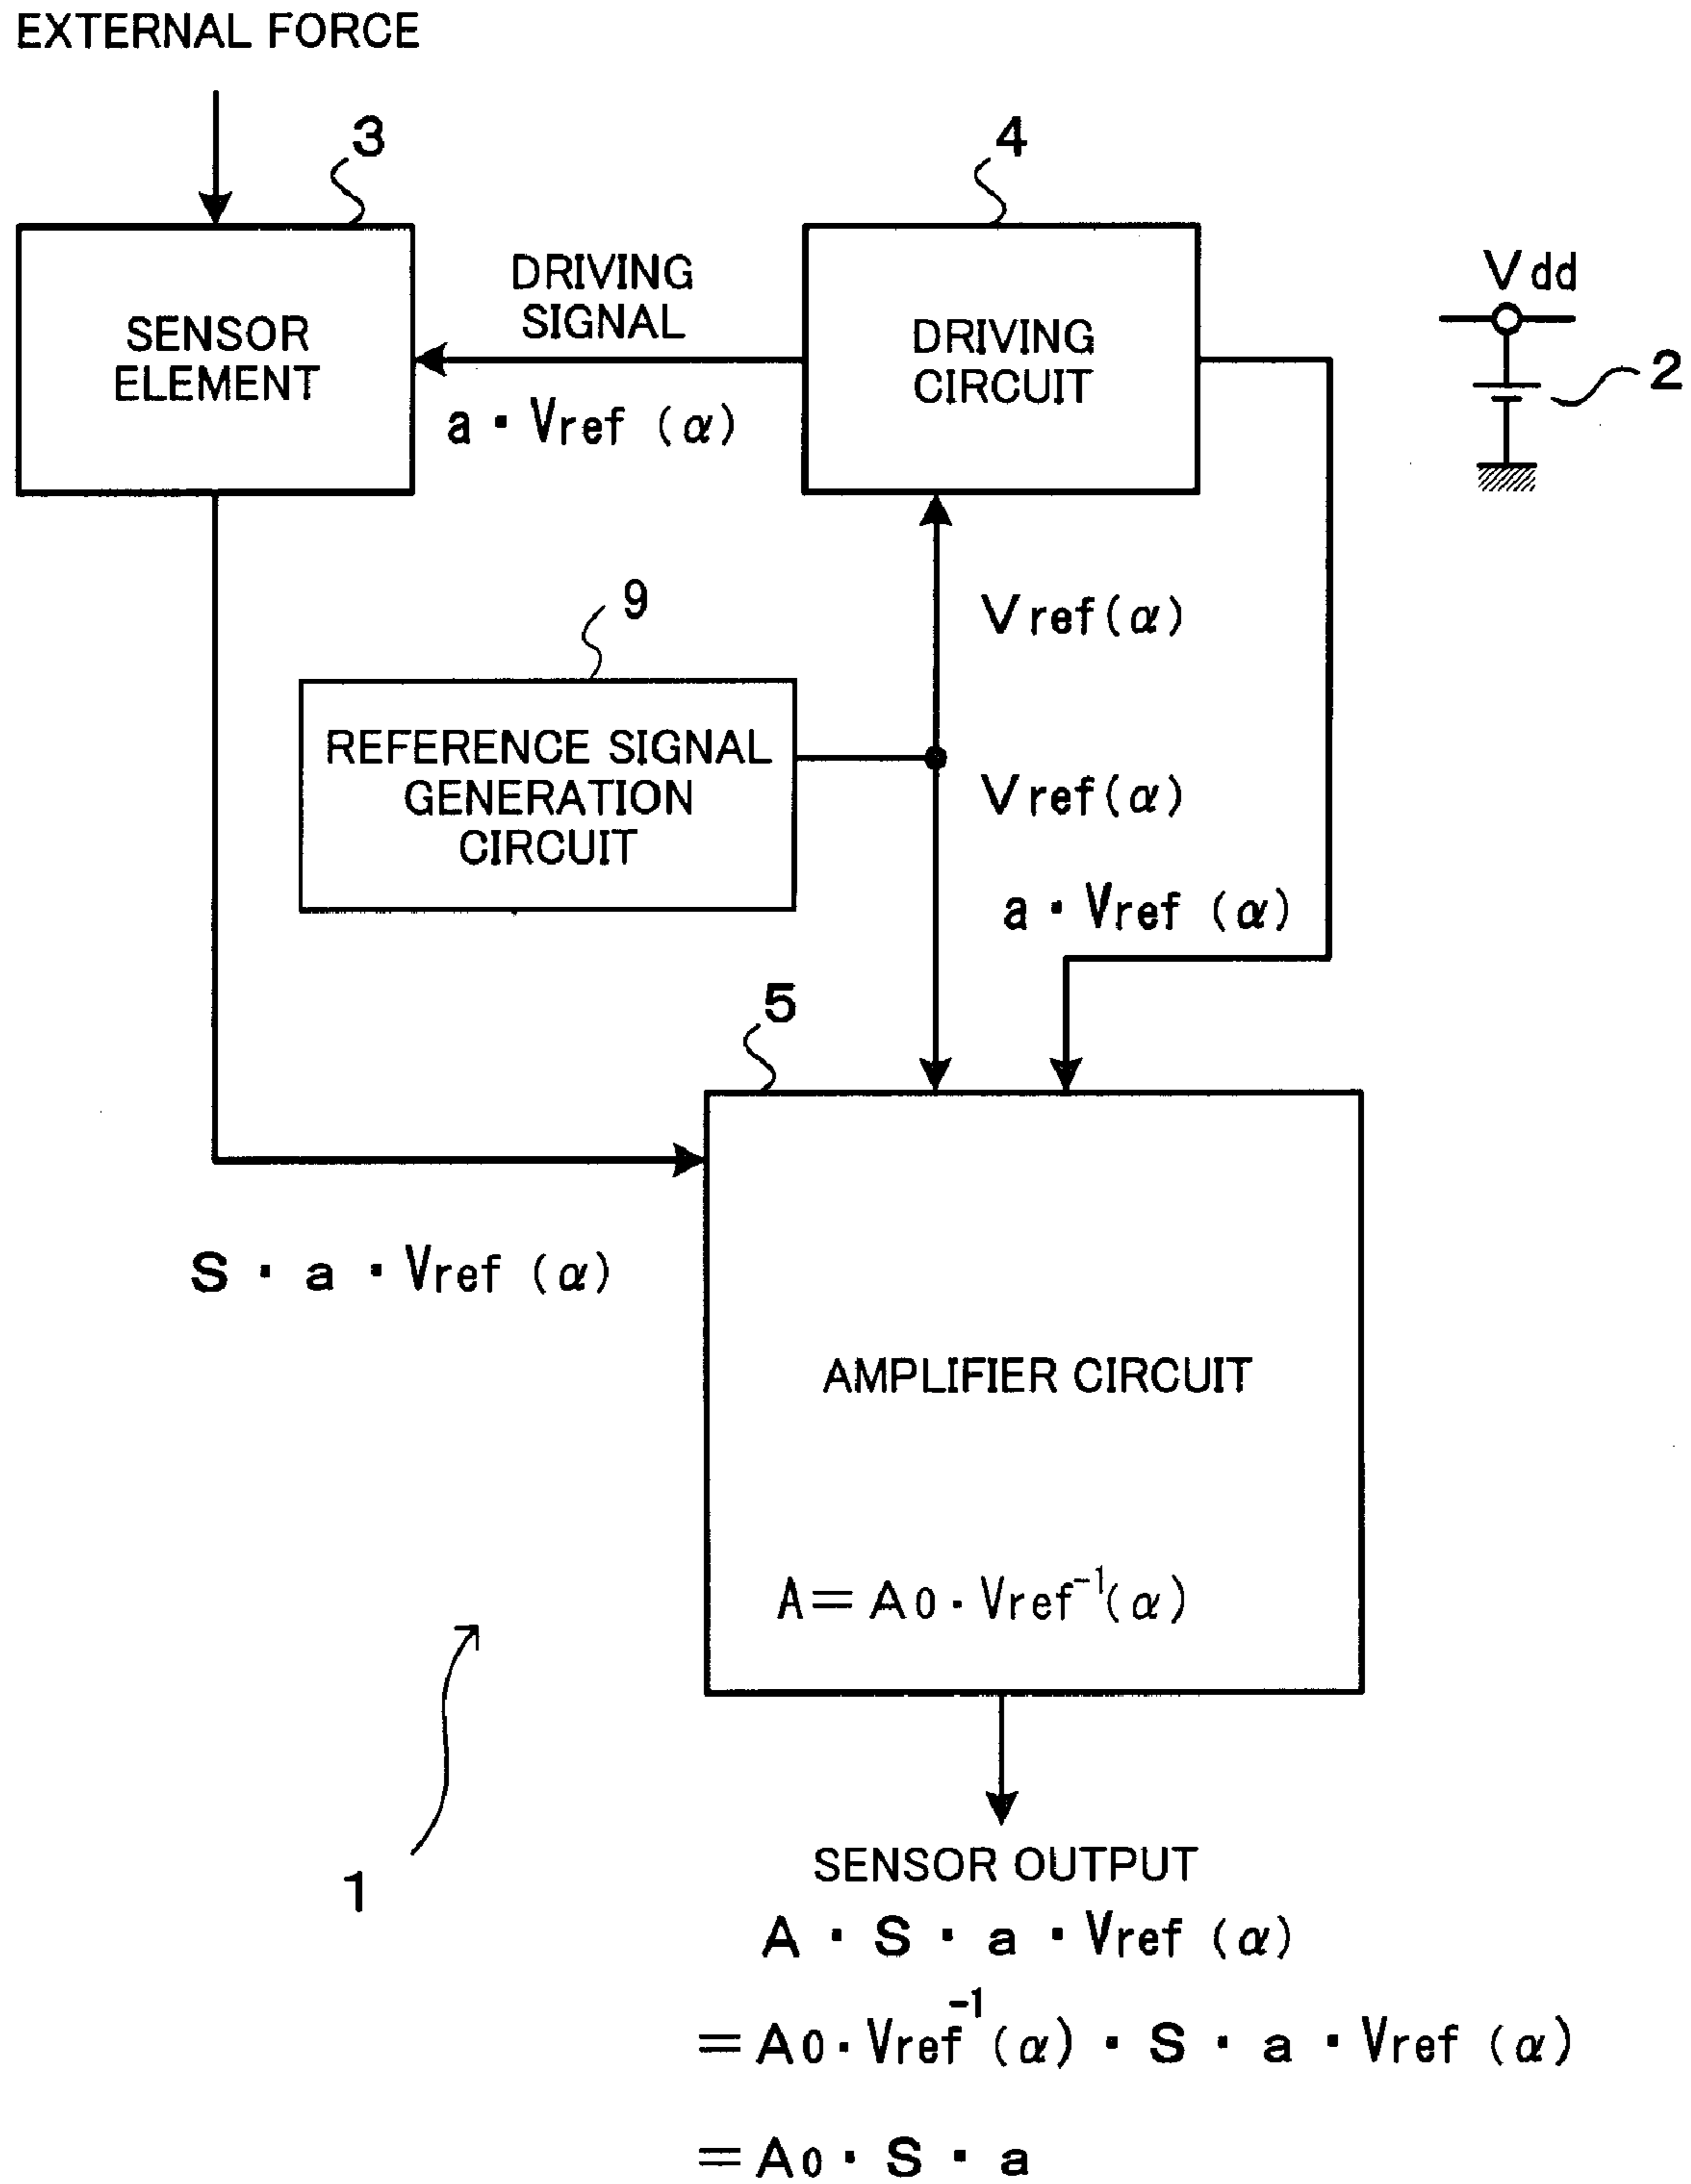 EXTERNAL FORCE
3
4
SENSOR
ELEMENT
DRIVING
SIGNAL
a · Vref (α)
DRIVING
CIRCUIT
Vdd
2
9
Vref(α)
REFERENCE SIGNAL
GENERATION
CIRCUIT
Vref(α)
a · Vref (α)
5
S · a · Vref (α)
AMPLIFIER CIRCUIT
A=A0·Vref⁻¹(α)
1
SENSOR OUTPUT
A · S · a · Vref (α)
=A0·Vref⁻¹(α) · S · a · Vref (α)
=A0 · S · a